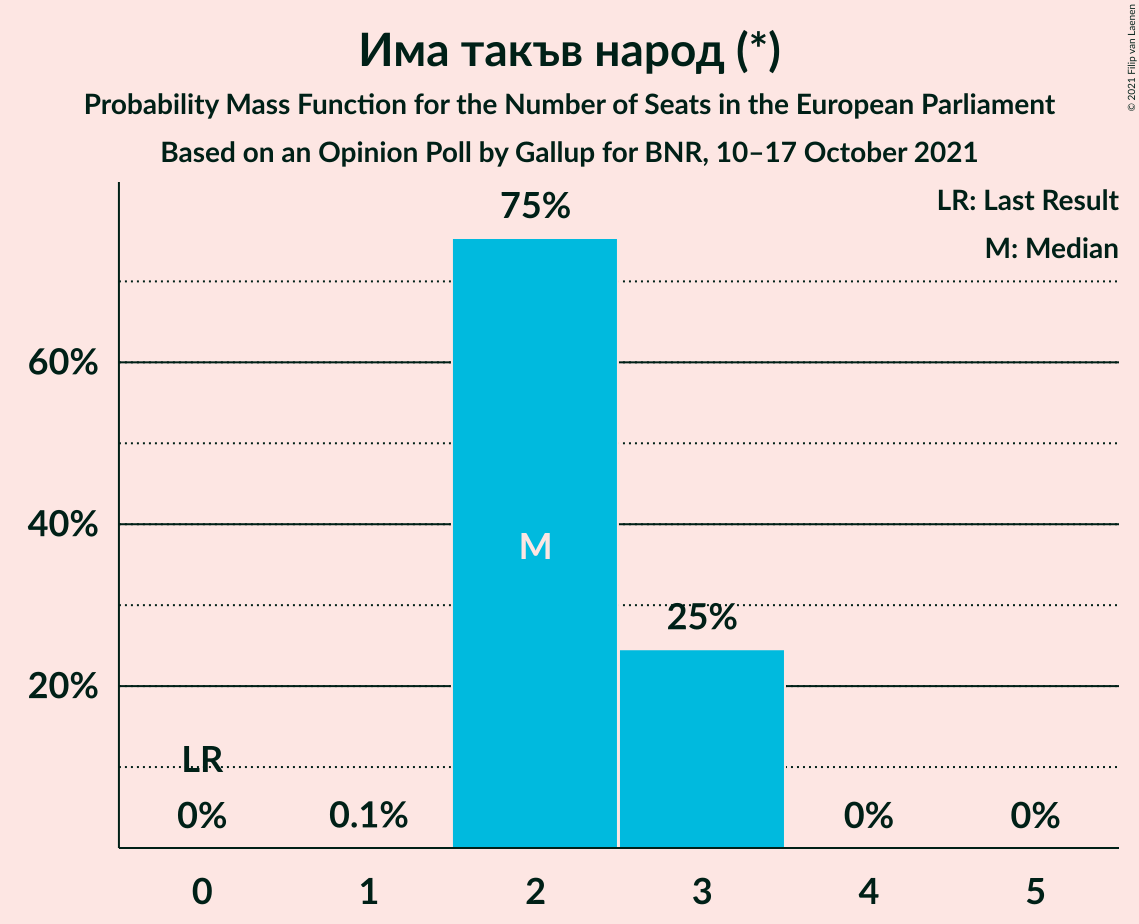 Има такъв народ (*)
Probability Mass Function for the Number of Seats in the European Parliament
Based on an Opinion Poll by Gallup for BNR, 10–17 October 2021
© 2021 Filip van Laenen
LR: Last Result
M: Median
75%
60%
40%
M
25%
20%
LR
0%
0.1%
0%
0%
0 1 2 3 4 5